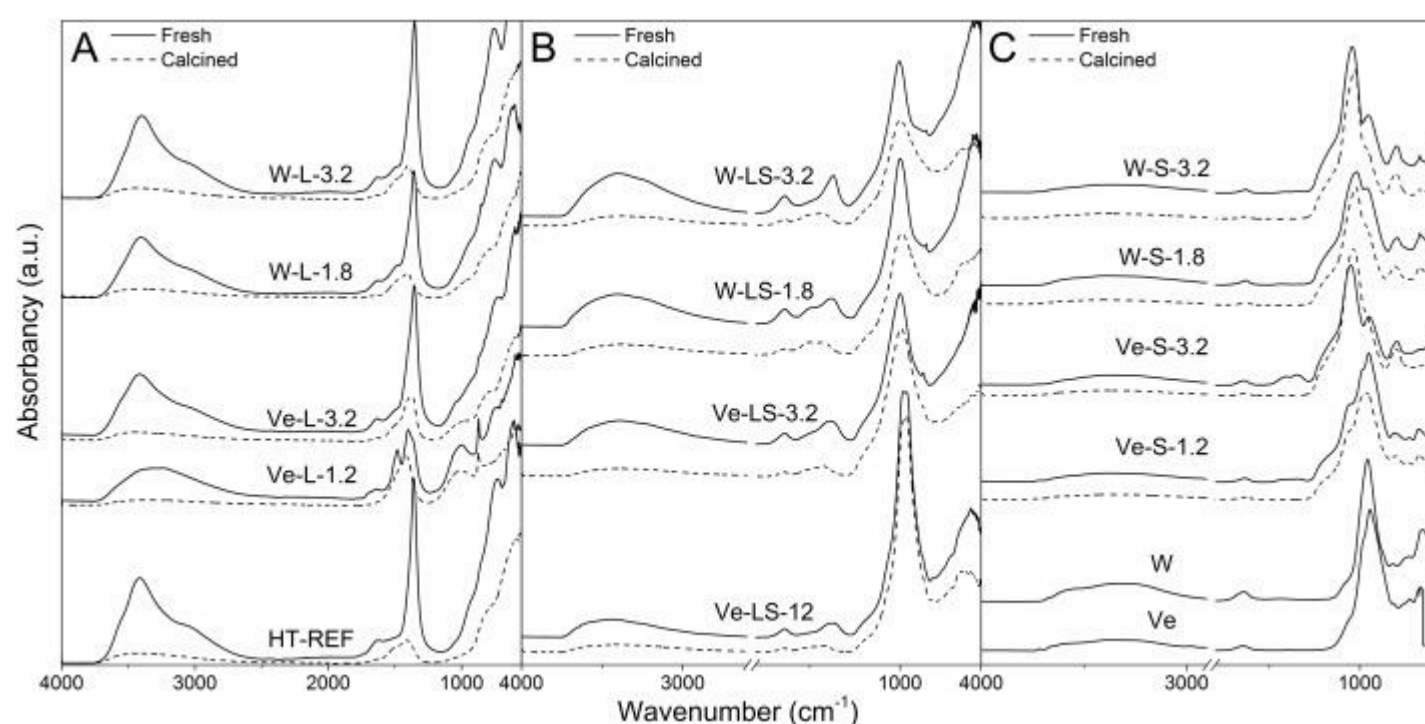 A
Fresh
Calcined
W-L-3.2
W-L-1.8
Ve-L-3.2
Ve-L-1.2
HT-REF
B
Fresh
Calcined
W-LS-3.2
W-LS-1.8
Ve-LS-3.2
Ve-LS-12
C
Fresh
Calcined
W-S-3.2
W-S-1.8
Ve-S-3.2
Ve-S-1.2
W
Ve
Absorbancy (a.u.)
4000 3000 2000 1000 4000 3000 1000 4000 3000 1000
Wavenumber (cm⁻¹)